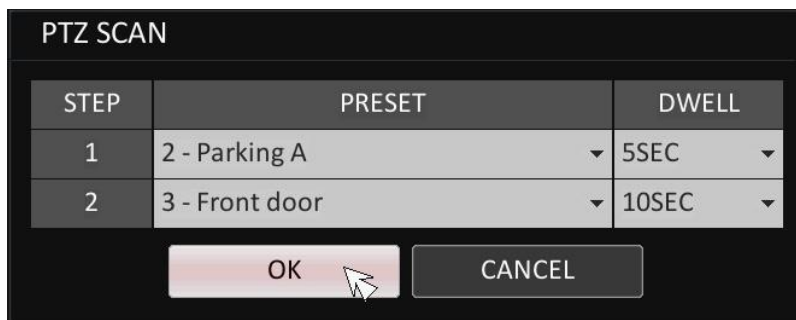 PTZ SCAN
STEP PRESET DWELL
1 2 - Parking A 5SEC
2 3 - Front door 10SEC
OK CANCEL